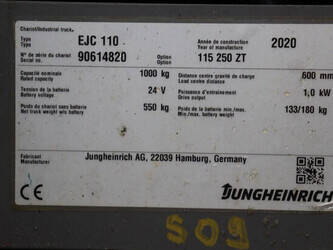 Chariot/Industrial truck
Type EJC 110 Année de construction 2020
Type Year of manufacture
N° de série du chariot 90614820 Option 115 250 ZT
Serial no. Option
Capacité nominale 1000 kg Distance centre gravité de charge 600 mm
Rated capacity
Tension de la batterie 24 V Puissance d'entrainement 1,0 kW
Battery voltage Drive output
Poids du chariot sans batterie 550 kg Poids de la batterie min./max. 133/180 kg
Net truck weight w/o battery Min./max. battery weight
Fabricant Jungheinrich AG, 22039 Hamburg, Germany
Manufacturer
CE JUNGHEINRICH
S09